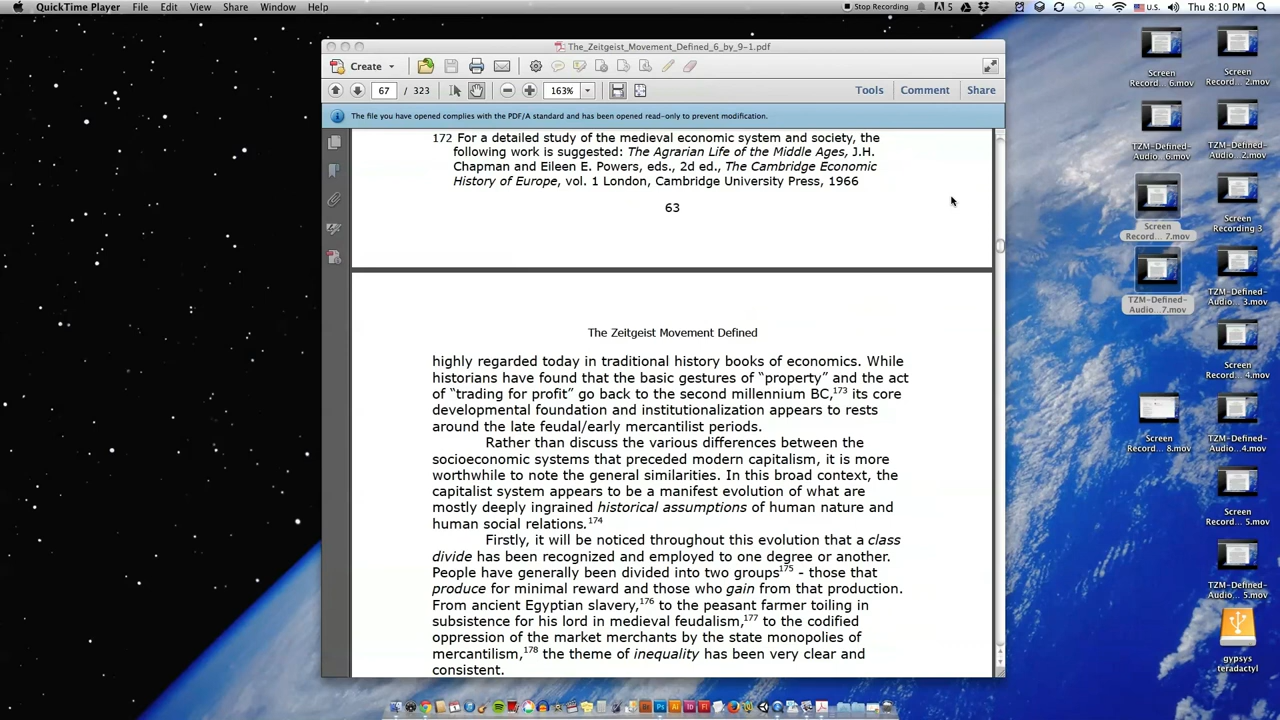 QuickTime Player File Edit View Share Window Help Stop Recording 5 U.S. Thu 8:10 PM
The_Zeitgeist_Movement_Defined_6_by_9-1.pdf
Create
67 / 323 163% Tools Comment Share
The file you have opened complies with the PDF/A standard and has been opened read-only to prevent modification.
172 For a detailed study of the medieval economic system and society, the
following work is suggested: The Agrarian Life of the Middle Ages, J.H.
Chapman and Eileen E. Powers, eds., 2d ed., The Cambridge Economic
History of Europe, vol. 1 London, Cambridge University Press, 1966
63
The Zeitgeist Movement Defined
highly regarded today in traditional history books of economics. While
historians have found that the basic gestures of “property” and the act
of “trading for profit” go back to the second millennium BC,173 its core
developmental foundation and institutionalization appears to rests
around the late feudal/early mercantilist periods.
Rather than discuss the various differences between the
sodioeconomic systems that preceded modern capitalism, it is more
worthwhile to note the general similarities. In this broad context, the
capitalist system appears to be a manifest evolution of what are
mostly deeply ingrained historical assumptions of human nature and
human social relations.174
Firstly, it will be noticed throughout this evolution that a class
divide has been recognized and employed to one degree or another.
People have generally been divided into two groups175 - those that
produce for minimal reward and those who gain from that production.
From ancient Egyptian slavery,176 to the peasant farmer toiling in
subsistence for his lord in medieval feudalism,177 to the codified
oppression of the market merchants by the state monopolies of
mercantilism,178 the theme of inequality has been very clear and
consistent.
Screen
Record... 6.mov
TZM-Defined-
Audio... 6.mov
Screen
Record... 7.mov
TZM-Defined-
Audio... 7.mov
Screen
Record... 8.mov
Screen
Record... 2.mov
TZM-Defined-
Audio... 2.mov
Screen
Recording 3
TZM-Defined-
Audio... 3.mov
Screen
Record... 4.mov
TZM-Defined-
Audio... 4.mov
Screen
Record... 5.mov
TZM-Defined-
Audio... 5.mov
gypsys
teradactyl